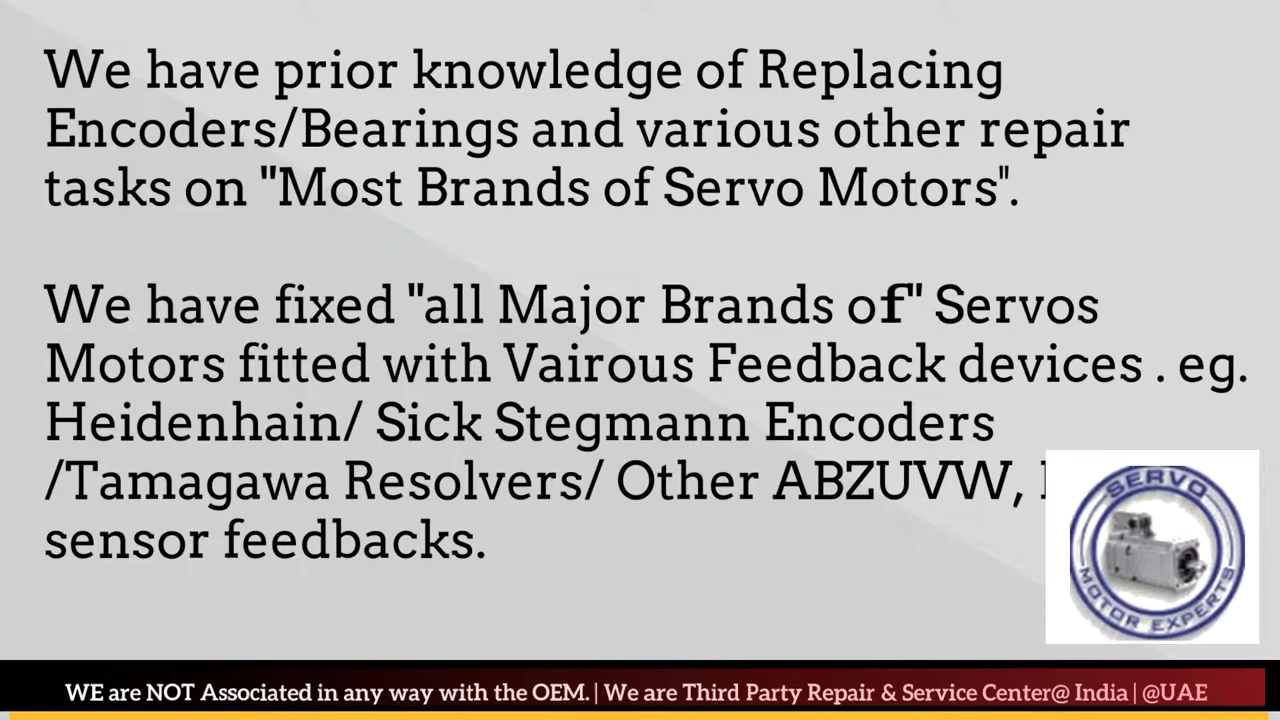 We have prior knowledge of Replacing
Encoders/Bearings and various other repair
tasks on "Most Brands of Servo Motors".
We have fixed "all Major Brands of" Servos
Motors fitted with Vairous Feedback devices . eg.
Heidenhain/ Sick Stegmann Encoders
/Tamagawa Resolvers/ Other ABZUVW,
sensor feedbacks.
SERVO
MOTOR EXPERTS
WE are NOT Associated in any way with the OEM. | We are Third Party Repair & Service Center@ India | @UAE